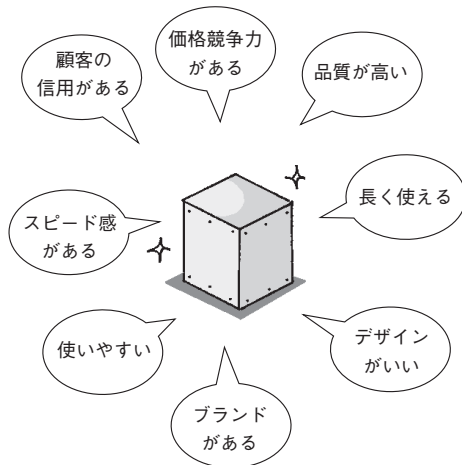 価格競争力
がある
顧客の
信用がある
品質が高い
長く使える
スピード感
がある
使いやすい
デザイン
がいい
ブランド
がある